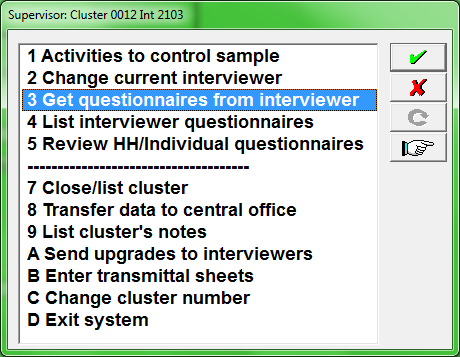 Supervisor: Cluster 0012 Int 2103
1 Activities to control sample
2 Change current interviewer
3 Get questionnaires from interviewer
4 List interviewer questionnaires
5 Review HH/Individual questionnaires
---------------------------------
7 Close/list cluster
8 Transfer data to central office
9 List cluster's notes
A Send upgrades to interviewers
B Enter transmittal sheets
C Change cluster number
D Exit system